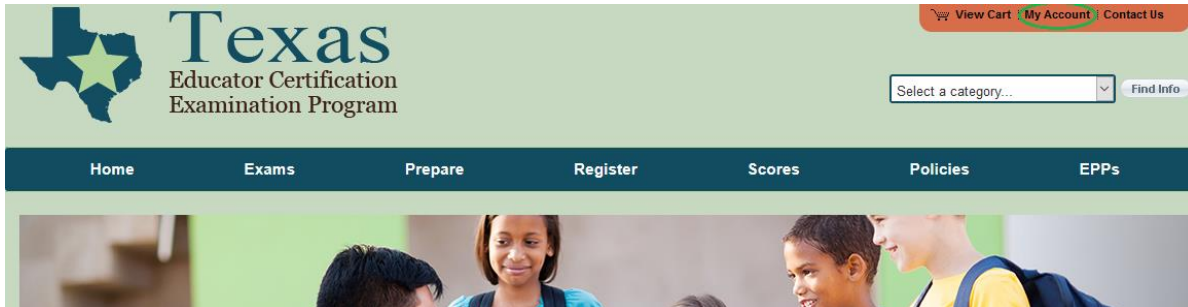 View Cart | My Account | Contact Us
Texas
Educator Certification
Examination Program
Select a category... Find Info
Home Exams Prepare Register Scores Policies EPPs